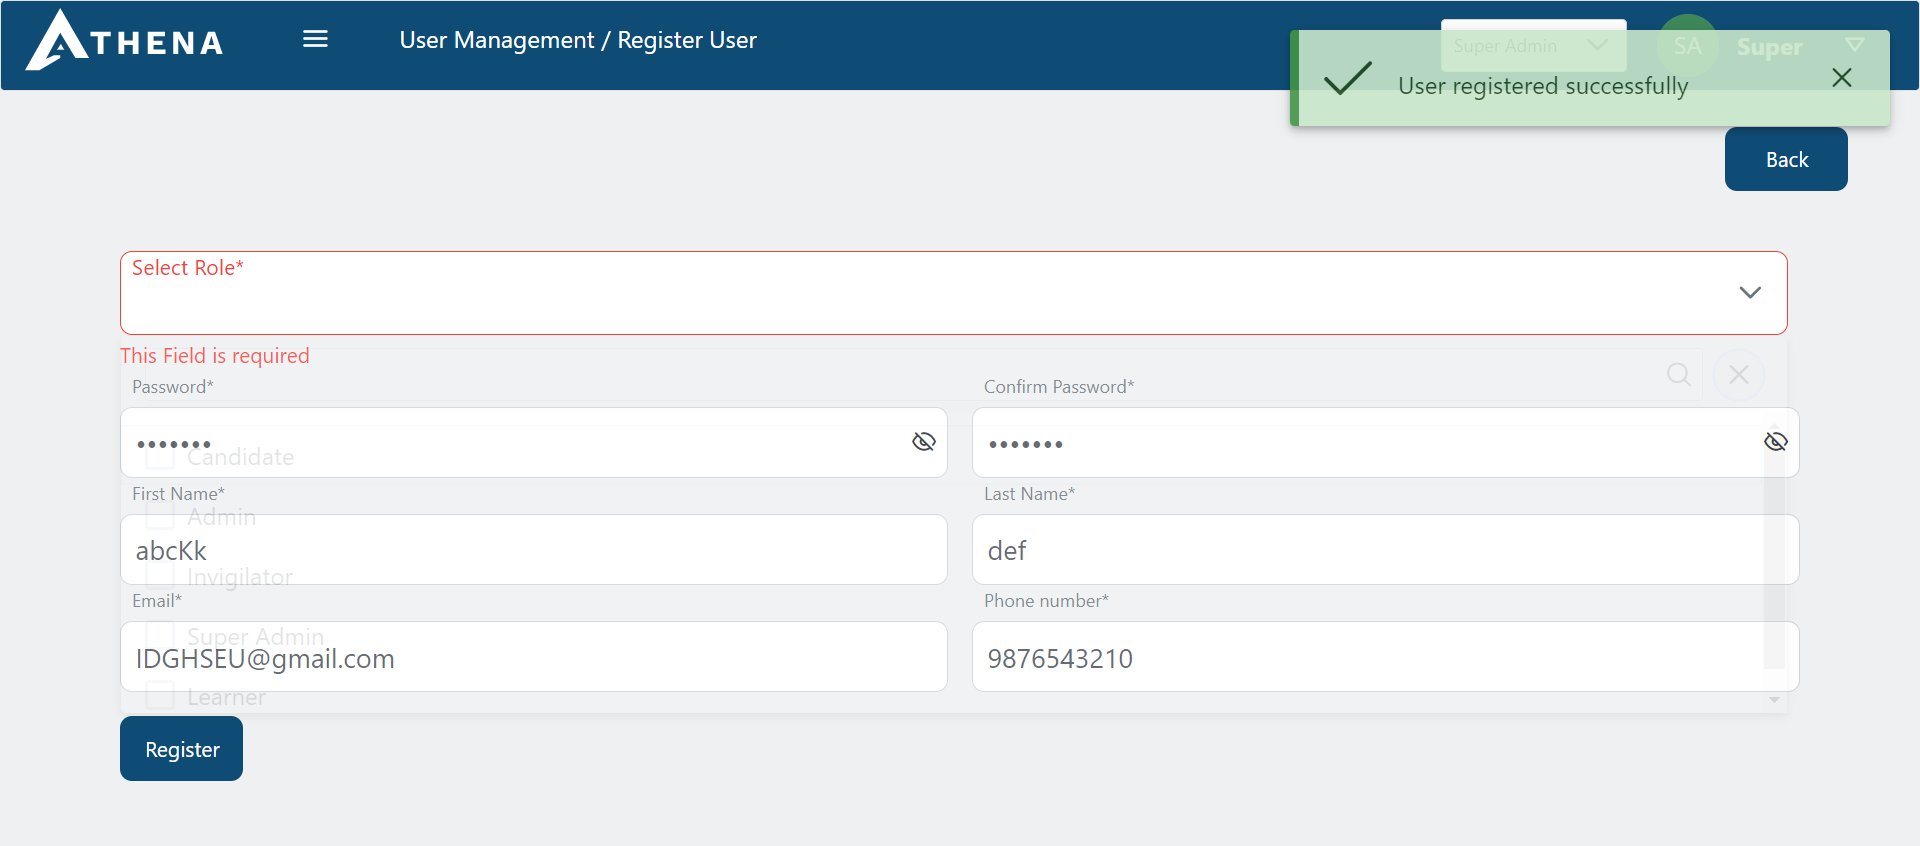 ATHENA
User Management / Register User
Super Admin
SA
Super
User registered successfully
Back
Select Role*
This Field is required
Password*
Confirm Password*
•••••••
•••••••
Candidate
First Name*
Last Name*
Admin
abcKk
def
Invigilator
Email*
Phone number*
Super Admin
IDGHSEU@gmail.com
9876543210
Learner
Register